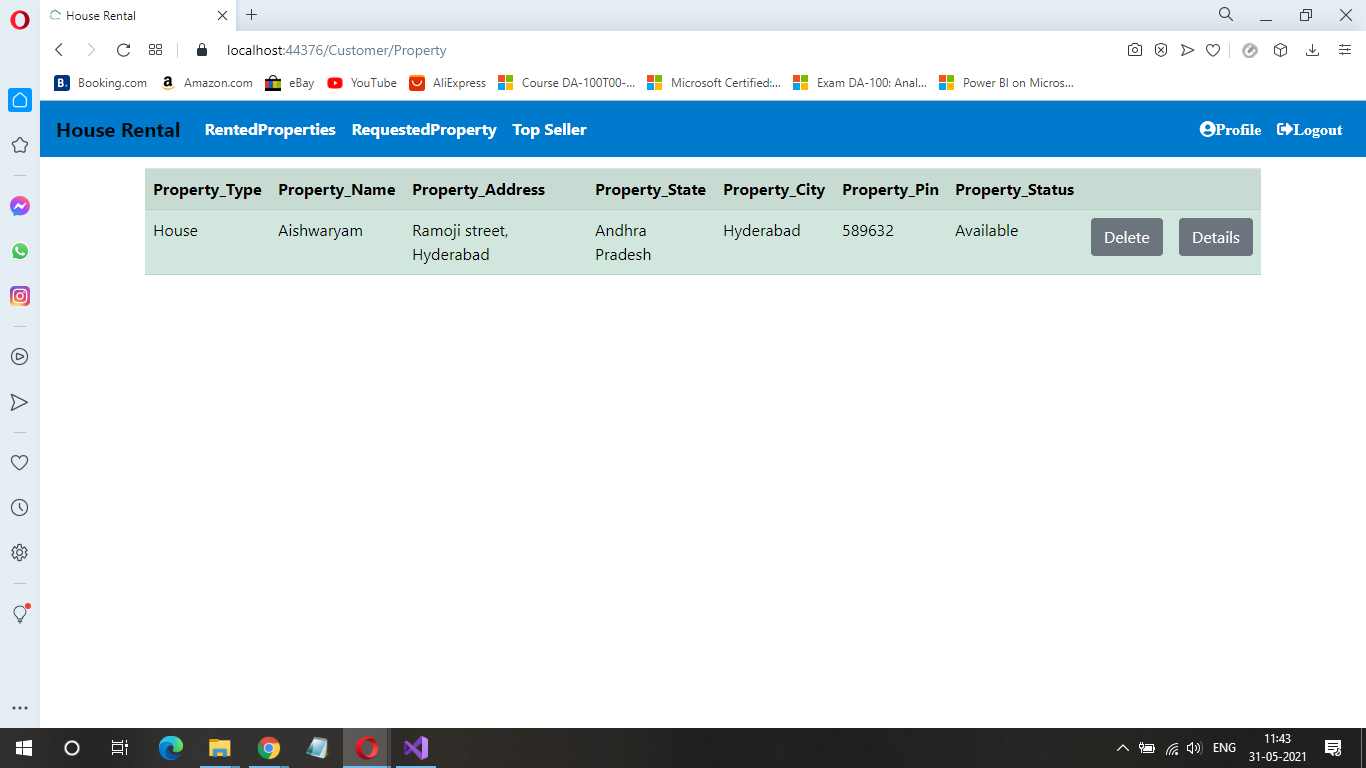 House Rental
localhost:44376/Customer/Property
B. Booking.com a Amazon.com eBay YouTube AliExpress Course DA-100T00-... Microsoft Certified:... Exam DA-100: Anal... Power BI on Micros...
House Rental RentedProperties RequestedProperty Top Seller Profile Logout
Property_Type Property_Name Property_Address Property_State Property_City Property_Pin Property_Status
House Aishwaryam Ramoji street, Andhra Hyderabad 589632 Available Delete Details
Hyderabad Pradesh
ENG 11:43
31-05-2021